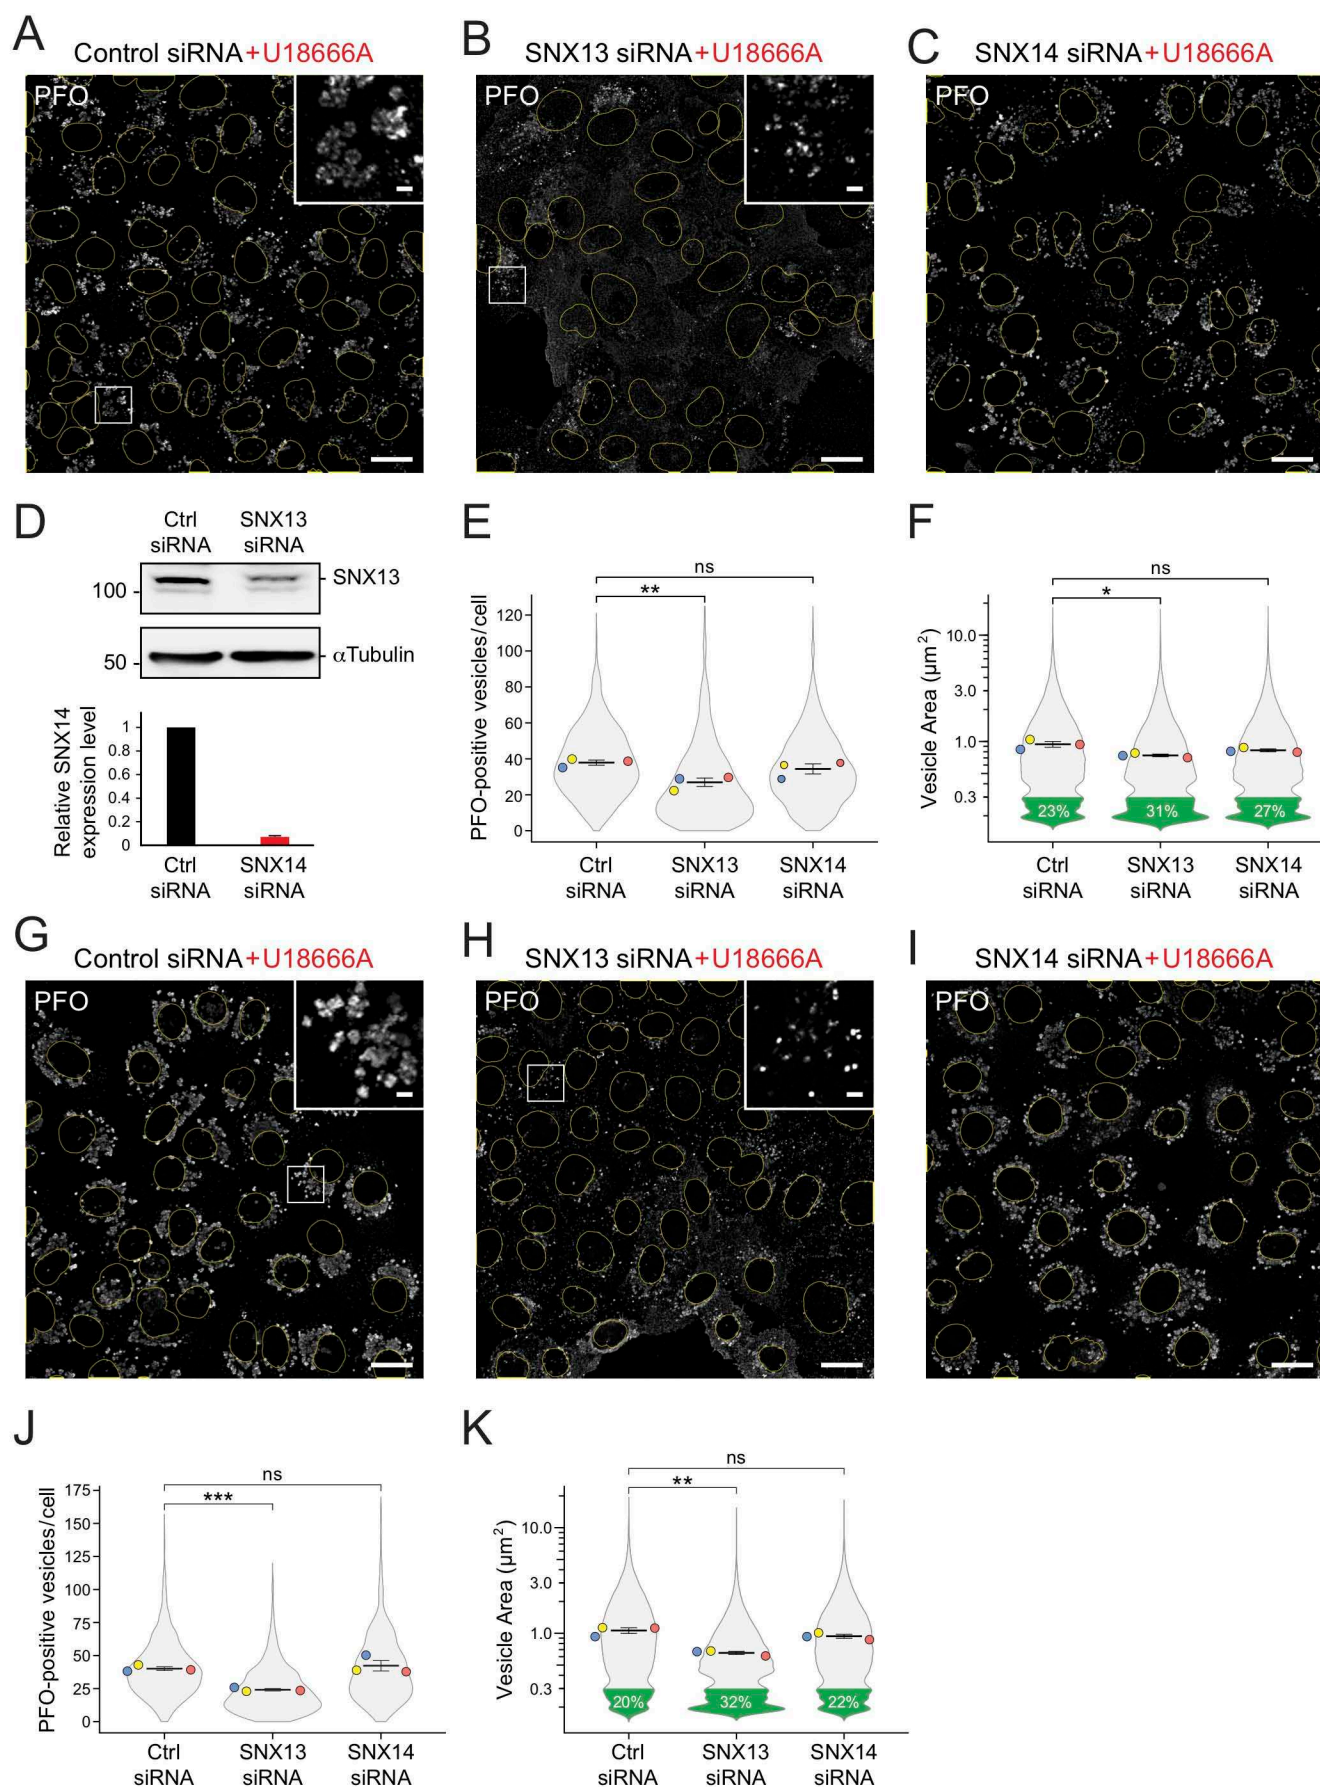 A
Control siRNA+U18666A
PFO
B
SNX13 siRNA+U18666A
PFO
C
SNX14 siRNA+U18666A
PFO
D
Ctrl
siRNA
SNX13
siRNA
100
SNX13
50
αTubulin
Relative SNX14
expression level
1
0.8
0.6
0.4
0.2
0
Ctrl
siRNA
SNX14
siRNA
E
ns
**
PFO-positive vesicles/cell
120
100
80
60
40
20
0
Ctrl
siRNA
SNX13
siRNA
SNX14
siRNA
F
ns
*
Vesicle Area (µm²)
10.0
3.0
1.0
0.3
23%
31%
27%
Ctrl
siRNA
SNX13
siRNA
SNX14
siRNA
G
Control siRNA+U18666A
PFO
H
SNX13 siRNA+U18666A
PFO
I
SNX14 siRNA+U18666A
PFO
J
ns
***
PFO-positive vesicles/cell
175
150
125
100
75
50
25
0
Ctrl
siRNA
SNX13
siRNA
SNX14
siRNA
K
ns
**
Vesicle Area (µm²)
10.0
3.0
1.0
0.3
20%
32%
22%
Ctrl
siRNA
SNX13
siRNA
SNX14
siRNA